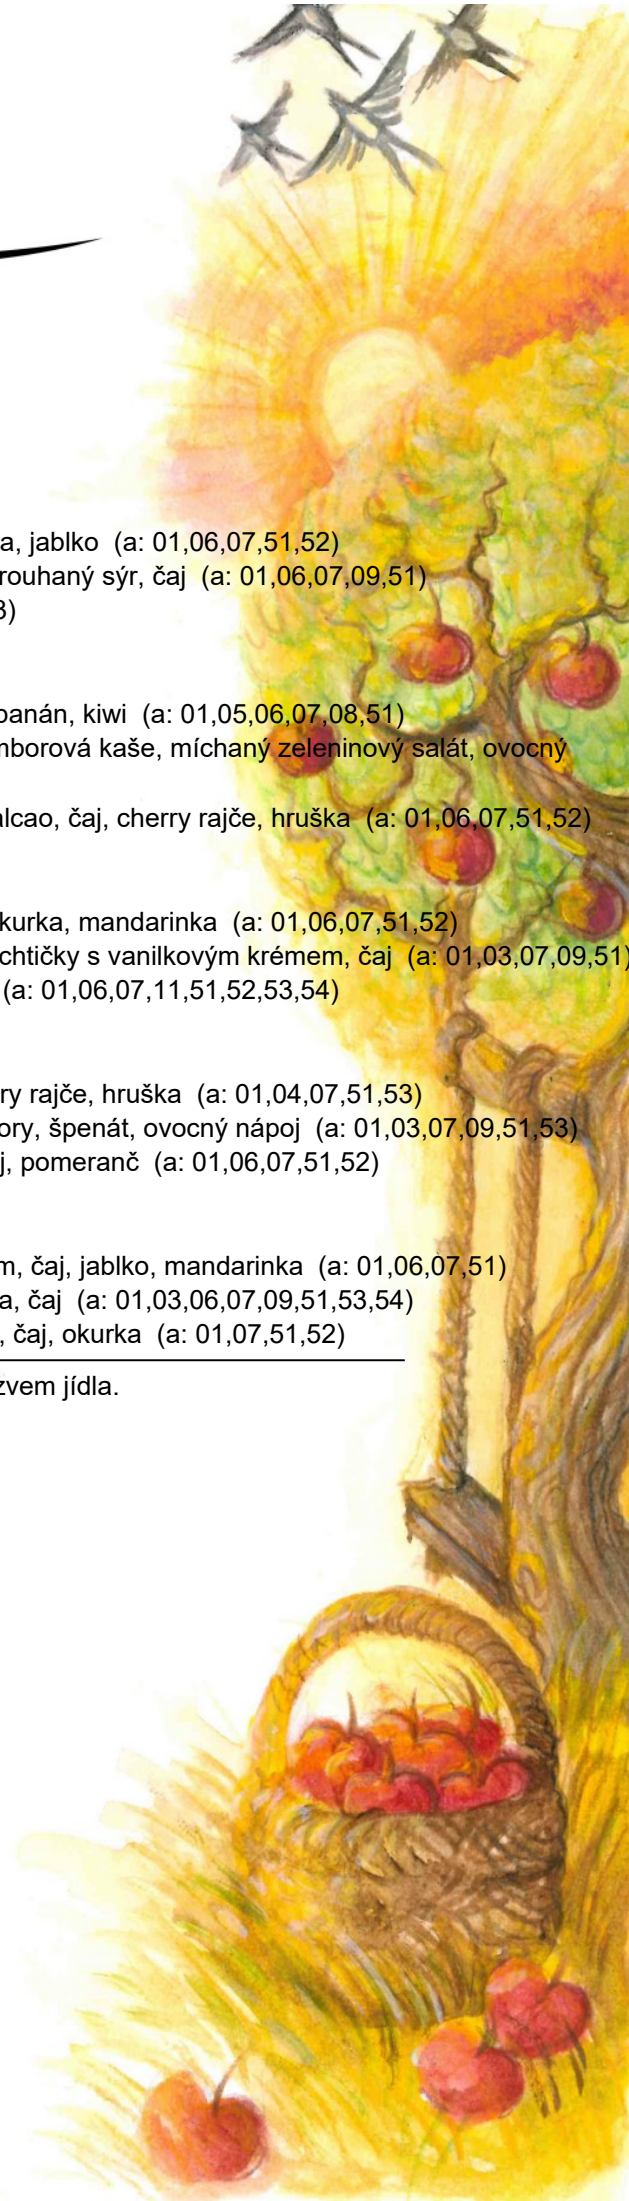 a, jablko (a: 01,06,07,51,52)
rouhaný sýr, čaj (a: 01,06,07,09,51)
3)
banán, kiwi (a: 01,05,06,07,08,51)
mborová kaše, míchaný zeleninový salát, ovocný
alcao, čaj, cherry rajče, hruška (a: 01,06,07,51,52)
kurka, mandarinka (a: 01,06,07,51,52)
chtičky s vanilkovým krémem, čaj (a: 01,03,07,09,51)
(a: 01,06,07,11,51,52,53,54)
ry rajče, hruška (a: 01,04,07,51,53)
ory, špenát, ovocný nápoj (a: 01,03,07,09,51,53)
j, pomeranč (a: 01,06,07,51,52)
m, čaj, jablko, mandarinka (a: 01,06,07,51)
a, čaj (a: 01,03,06,07,09,51,53,54)
, čaj, okurka (a: 01,07,51,52)
zvem jídla.